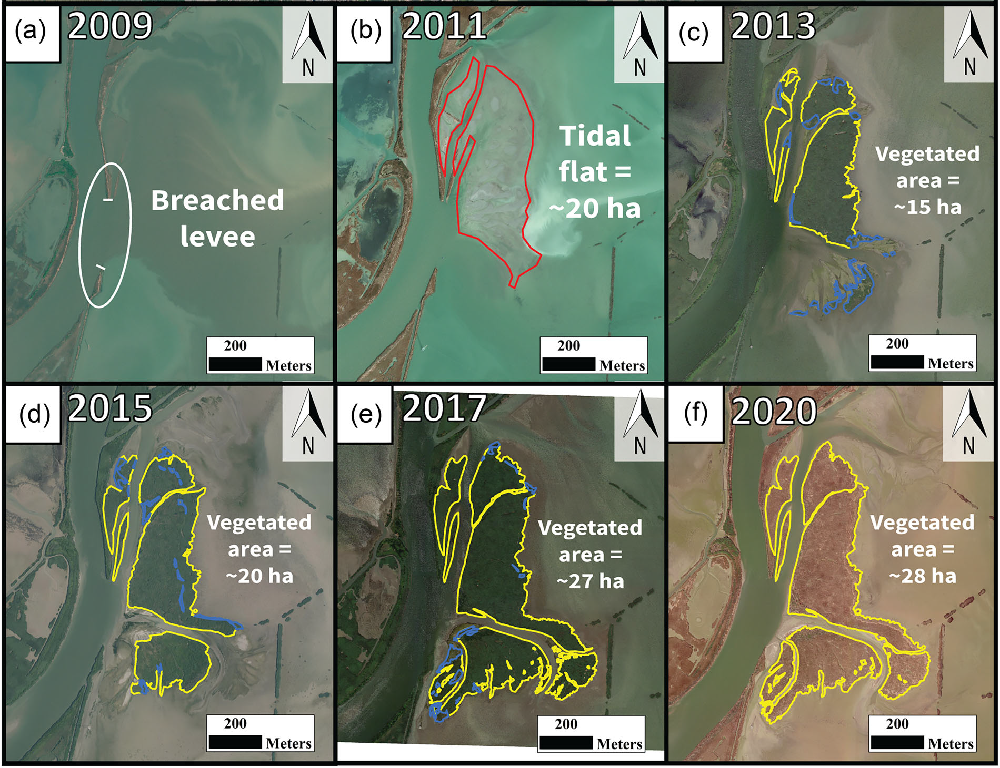 (a) 2009
N
Breached
levee
200
Meters
(b) 2011
N
Tidal
flat =
~20 ha
200
Meters
(c) 2013
N
Vegetated
area =
~15 ha
200
Meters
(d) 2015
N
Vegetated
area =
~20 ha
200
Meters
(e) 2017
N
Vegetated
area =
~27 ha
200
Meters
(f) 2020
N
Vegetated
area =
~28 ha
200
Meters